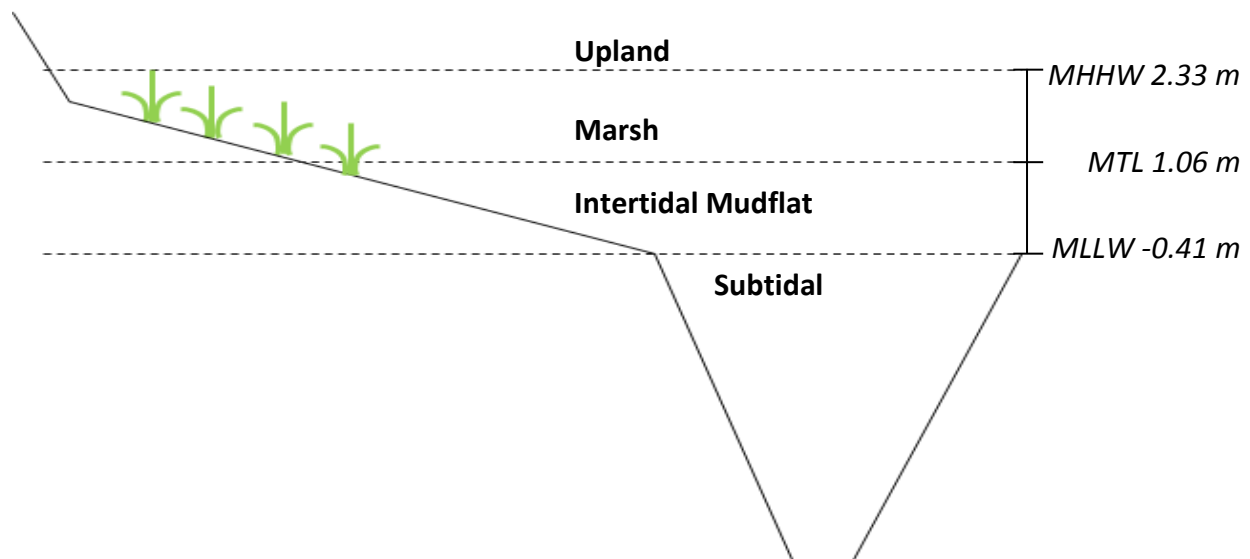 Upland
MHHW 2.33 m
Marsh
MTL 1.06 m
Intertidal Mudflat
MLLW -0.41 m
Subtidal